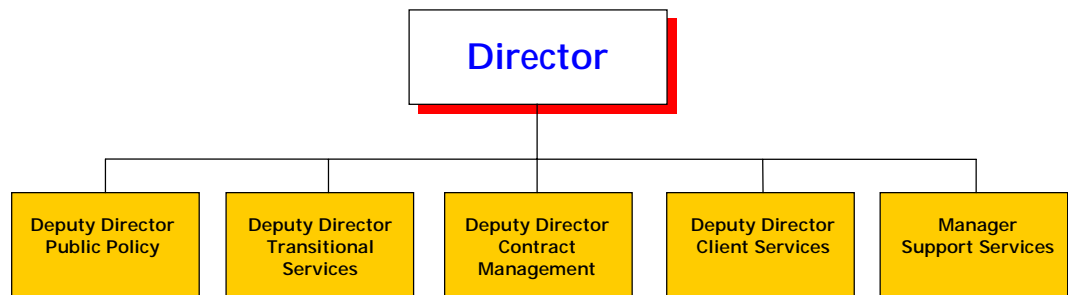 Director
Deputy Director
Public Policy
Deputy Director
Transitional
Services
Deputy Director
Contract
Management
Deputy Director
Client Services
Manager
Support Services